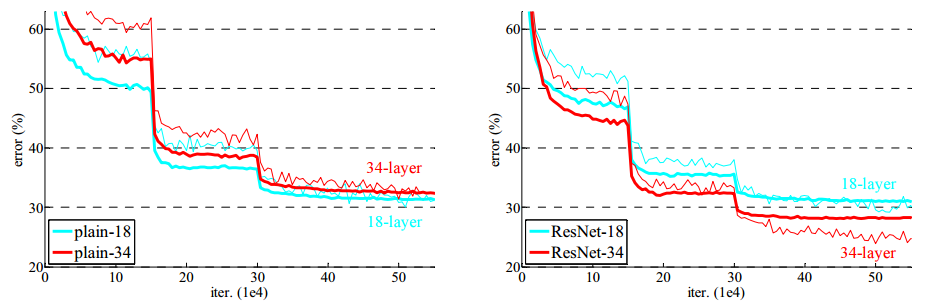 60
50
40
30
20
error (%)
34-layer
18-layer
plain-18
plain-34
0 10 20 30 40 50
iter. (1e4)
60
50
40
30
20
error (%)
18-layer
34-layer
ResNet-18
ResNet-34
0 10 20 30 40 50
iter. (1e4)